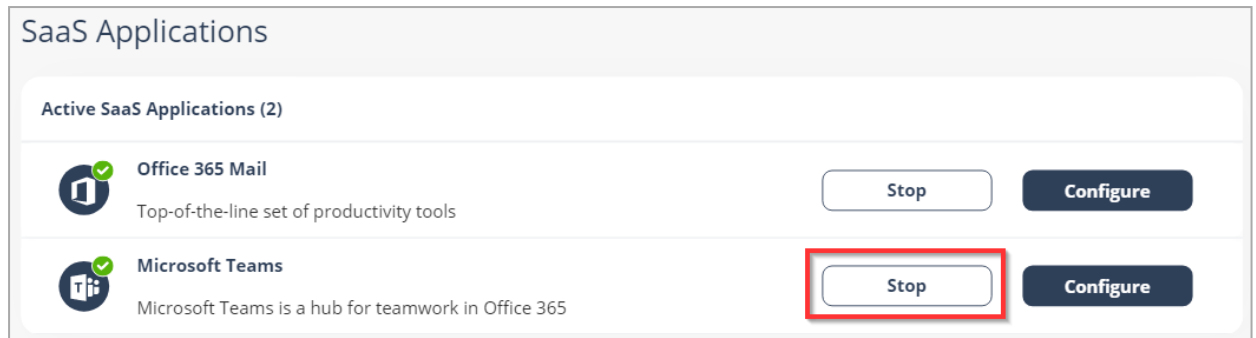 SaaS Applications
Active SaaS Applications (2)
Office 365 Mail
Top-of-the-line set of productivity tools
Stop
Configure
Microsoft Teams
Microsoft Teams is a hub for teamwork in Office 365
Stop
Configure